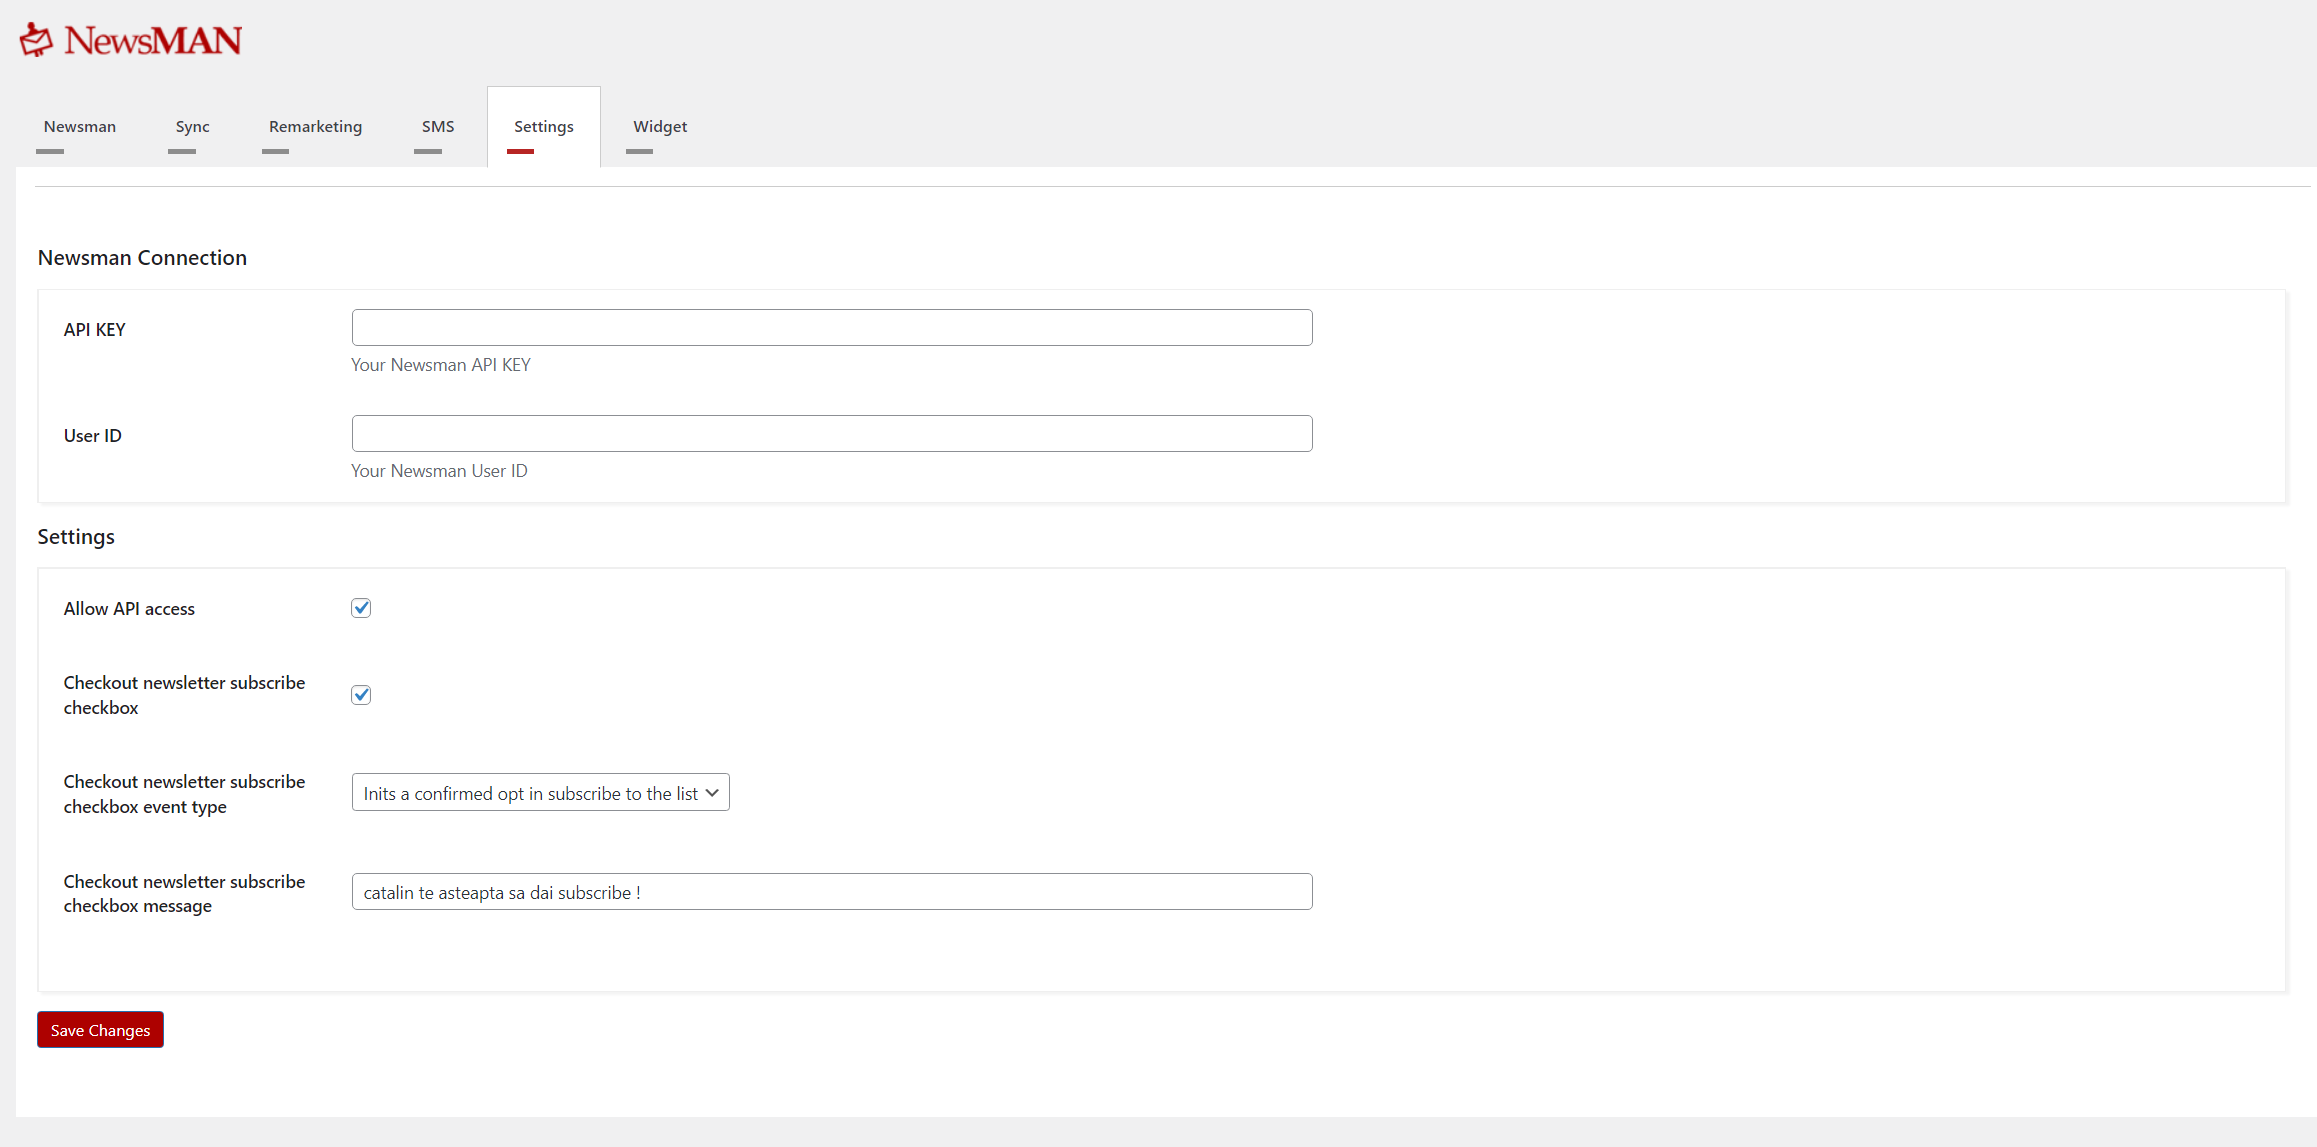 NewsMAN
Newsman Sync Remarketing SMS Settings Widget
Newsman Connection
API KEY
Your Newsman API KEY
User ID
Your Newsman User ID
Settings
Allow API access
Checkout newsletter subscribe
checkbox
Checkout newsletter subscribe
checkbox event type
Inits a confirmed opt in subscribe to the list
Checkout newsletter subscribe
checkbox message
catalin te asteapta sa dai subscribe !
Save Changes